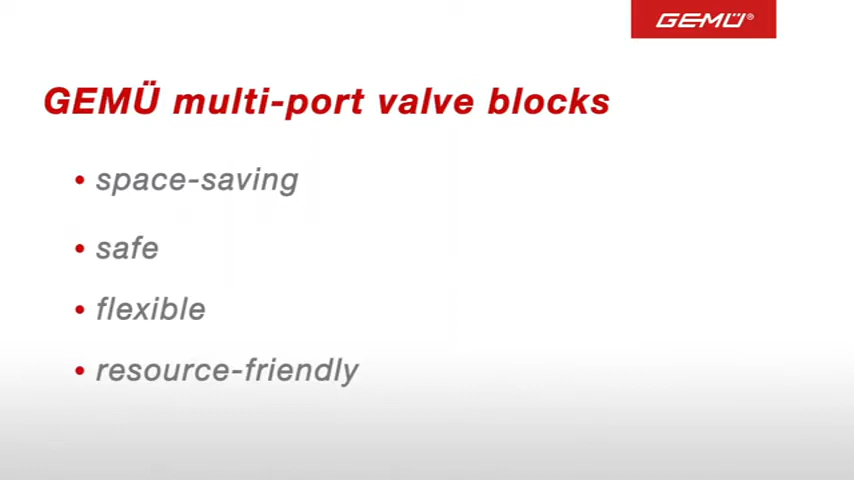 GEMÜ®
GEMÜ multi-port valve blocks
• space-saving
• safe
• flexible
• resource-friendly